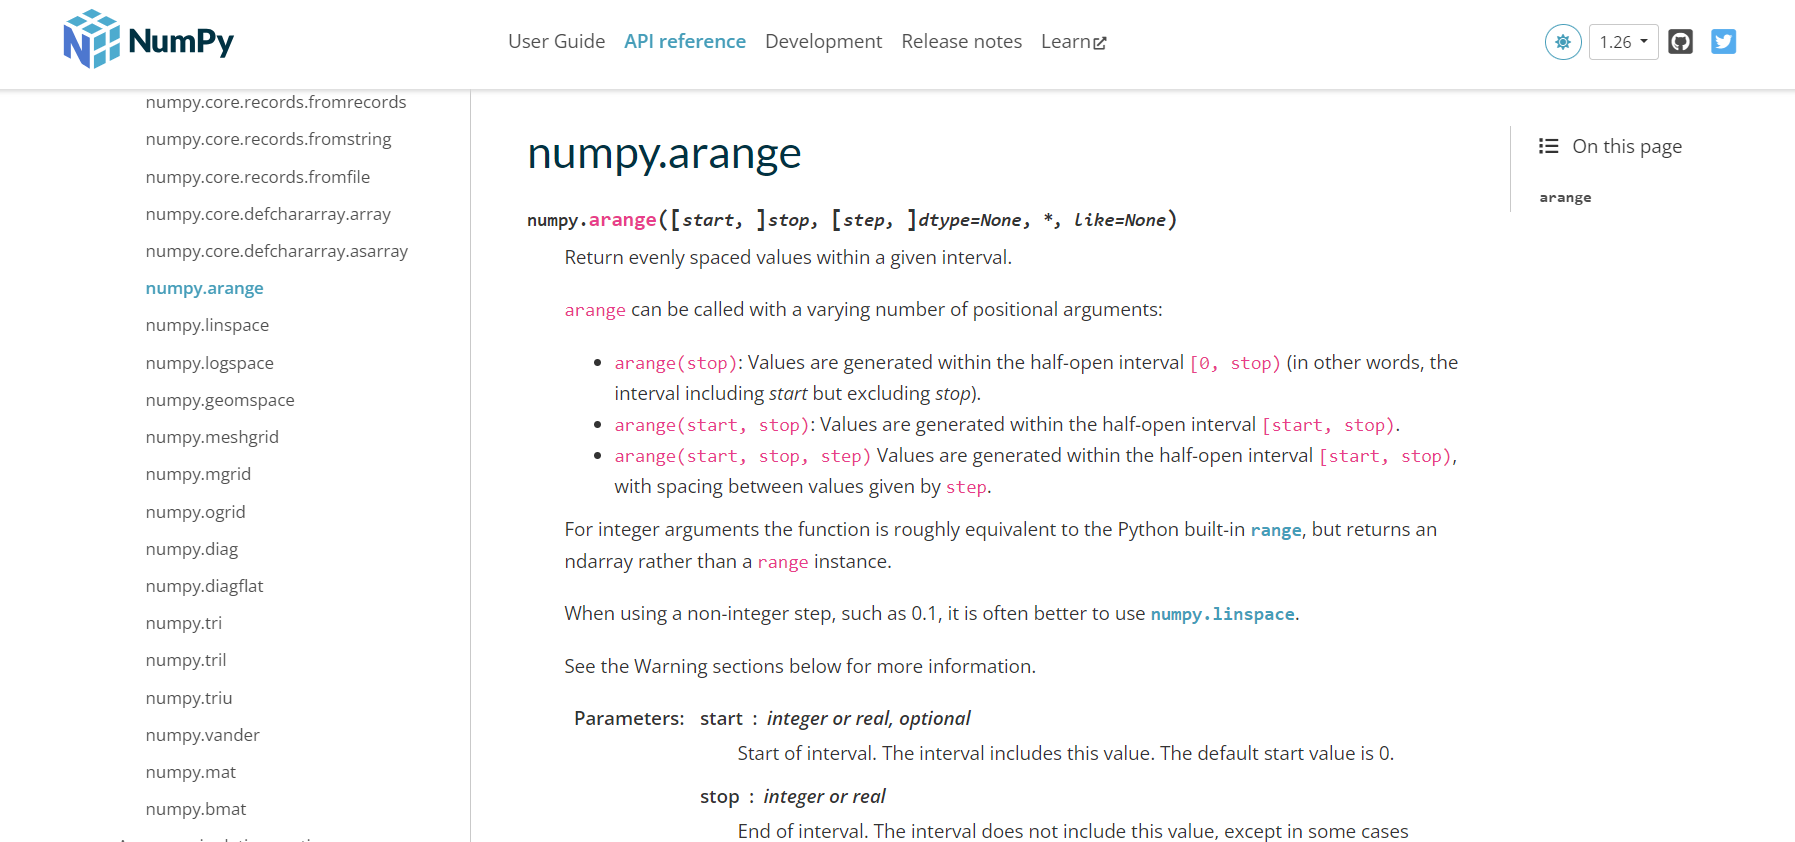 NumPy
User Guide API reference Development Release notes Learn
1.26
numpy.core.records.fromrecords
numpy.core.records.fromstring
numpy.core.records.fromfile
numpy.core.defchararray.array
numpy.core.defchararray.asarray
numpy.arange
numpy.linspace
numpy.logspace
numpy.geomspace
numpy.meshgrid
numpy.mgrid
numpy.ogrid
numpy.diag
numpy.diagflat
numpy.tri
numpy.tril
numpy.triu
numpy.vander
numpy.mat
numpy.bmat
numpy.arange
numpy.arange([start, ]stop, [step, ]dtype=None, *, like=None)
Return evenly spaced values within a given interval.
arange can be called with a varying number of positional arguments:
• arange(stop): Values are generated within the half-open interval [0, stop) (in other words, the
interval including start but excluding stop).
• arange(start, stop): Values are generated within the half-open interval [start, stop).
• arange(start, stop, step) Values are generated within the half-open interval [start, stop),
with spacing between values given by step.
For integer arguments the function is roughly equivalent to the Python built-in range, but returns an
ndarray rather than a range instance.
When using a non-integer step, such as 0.1, it is often better to use numpy.linspace.
See the Warning sections below for more information.
Parameters: start : integer or real, optional
Start of interval. The interval includes this value. The default start value is 0.
stop : integer or real
End of interval. The interval does not include this value, except in some cases
On this page
arange